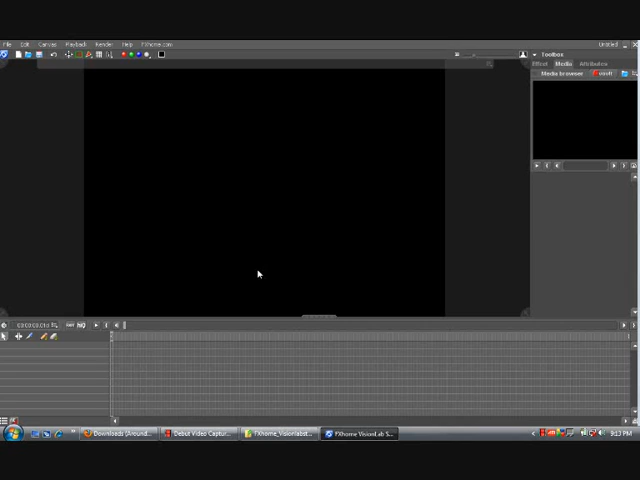 File Edit Canvas Playback Render Help FXhome.com Untitled
Toolbox
Effect Media Attributes
Media browser
Downloads (Around... Debut Video Captur... FXhome_Visionlabst... FXhome VisionLab S... 9:13 PM